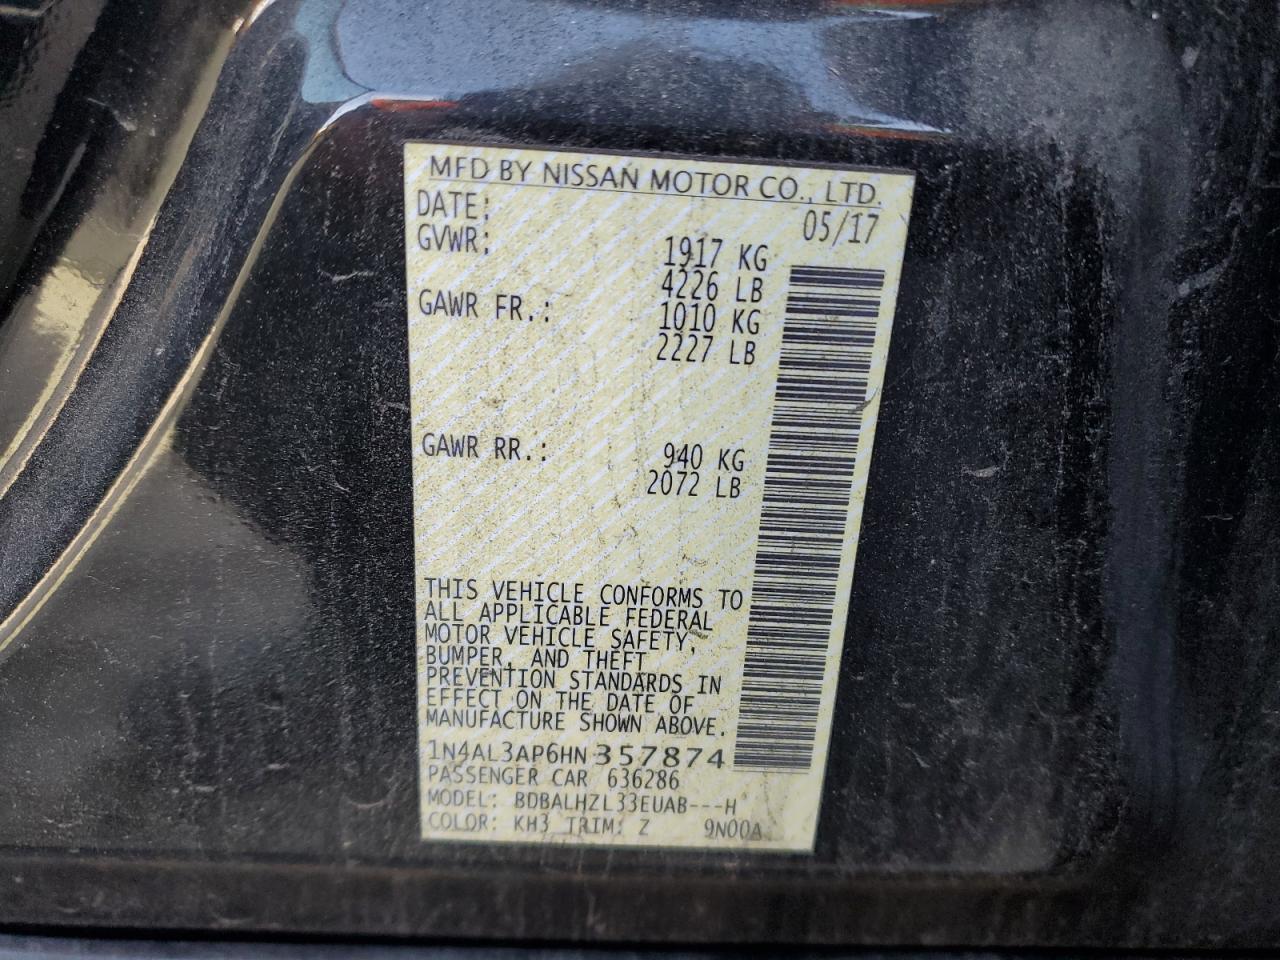 MFD BY NISSAN MOTOR CO., LTD.
DATE: 05/17
GVWR: 1917 KG
4226 LB
GAWR FR.: 1010 KG
2227 LB
GAWR RR.: 940 KG
2072 LB
THIS VEHICLE CONFORMS TO
ALL APPLICABLE FEDERAL
MOTOR VEHICLE SAFETY,
BUMPER, AND THEFT
PREVENTION STANDARDS IN
EFFECT ON THE DATE OF
MANUFACTURE SHOWN ABOVE.
1N4AL3AP6HN357874
PASSENGER CAR 636286
MODEL: BDBALHZL33EUAB---H
COLOR: KH3 TRIM: Z 9N00A